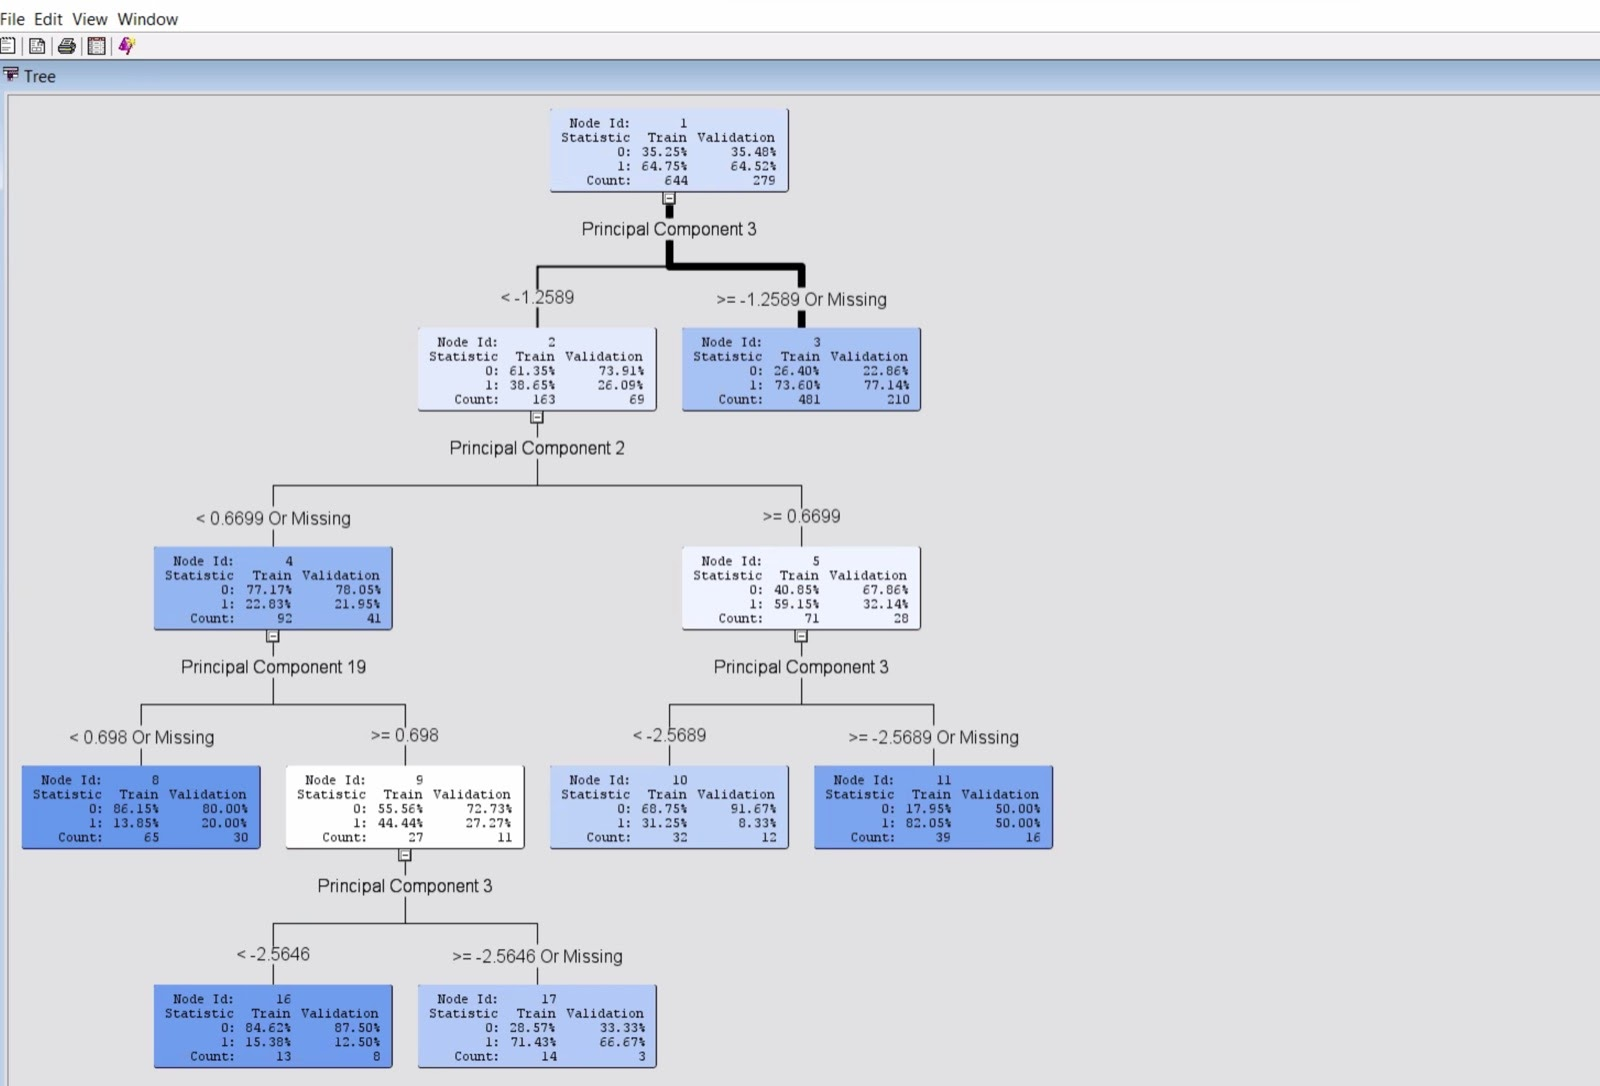 File Edit View Window
Tree
Node Id: 1
Statistic Train Validation
0: 35.25% 35.48%
1: 64.75% 64.52%
Count: 644 279
Principal Component 3
< -1.2589
>= -1.2589 Or Missing
Node Id: 2
Statistic Train Validation
0: 61.35% 73.91%
1: 38.65% 26.09%
Count: 163 69
Node Id: 3
Statistic Train Validation
0: 26.40% 22.86%
1: 73.60% 77.14%
Count: 481 210
Principal Component 2
< 0.6699 Or Missing
>= 0.6699
Node Id: 4
Statistic Train Validation
0: 77.17% 78.05%
1: 22.83% 21.95%
Count: 92 41
Node Id: 5
Statistic Train Validation
0: 40.85% 67.86%
1: 59.15% 32.14%
Count: 71 28
Principal Component 19
Principal Component 3
< 0.698 Or Missing
>= 0.698
< -2.5689
>= -2.5689 Or Missing
Node Id: 8
Statistic Train Validation
0: 86.15% 80.00%
1: 13.85% 20.00%
Count: 65 30
Node Id: 9
Statistic Train Validation
0: 55.56% 72.73%
1: 44.44% 27.27%
Count: 27 11
Node Id: 10
Statistic Train Validation
0: 68.75% 91.67%
1: 31.25% 8.33%
Count: 32 12
Node Id: 11
Statistic Train Validation
0: 17.95% 50.00%
1: 82.05% 50.00%
Count: 39 16
Principal Component 3
< -2.5646
>= -2.5646 Or Missing
Node Id: 16
Statistic Train Validation
0: 84.62% 87.50%
1: 15.38% 12.50%
Count: 13 8
Node Id: 17
Statistic Train Validation
0: 28.57% 33.33%
1: 71.43% 66.67%
Count: 14 3